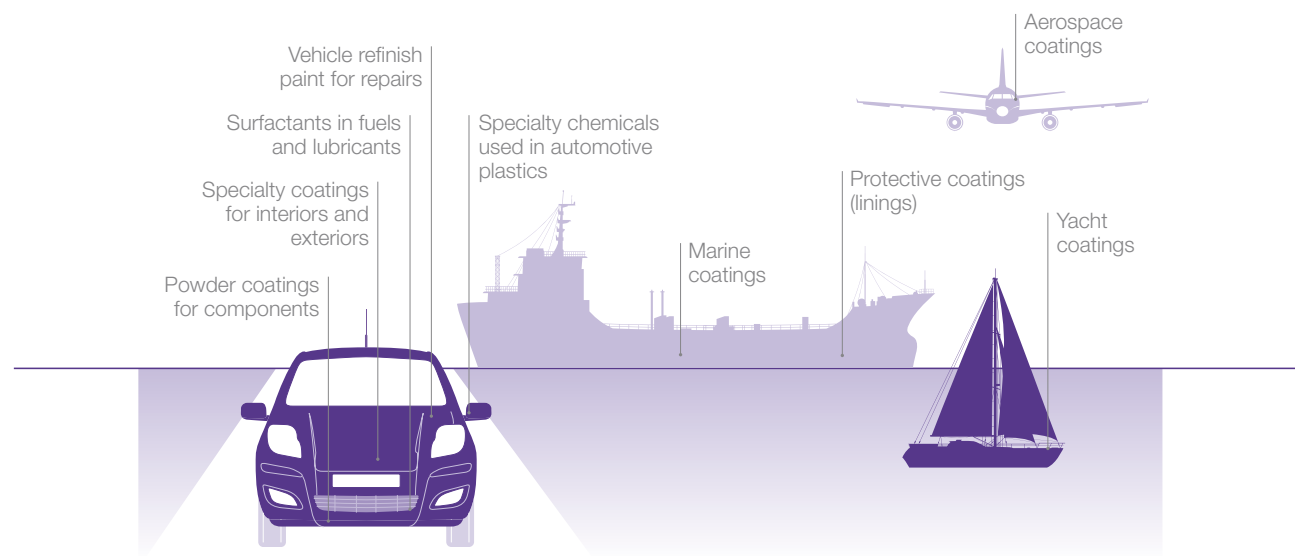 Vehicle refinish
paint for repairs
Surfactants in fuels
and lubricants
Specialty coatings
for interiors and
exteriors
Powder coatings
for components
Specialty chemicals
used in automotive
plastics
Marine
coatings
Protective coatings
(linings)
Aerospace
coatings
Yacht
coatings